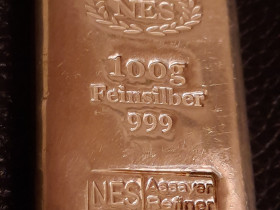 NES
100g
Feinsilber
999
NES Assayer
Refiner